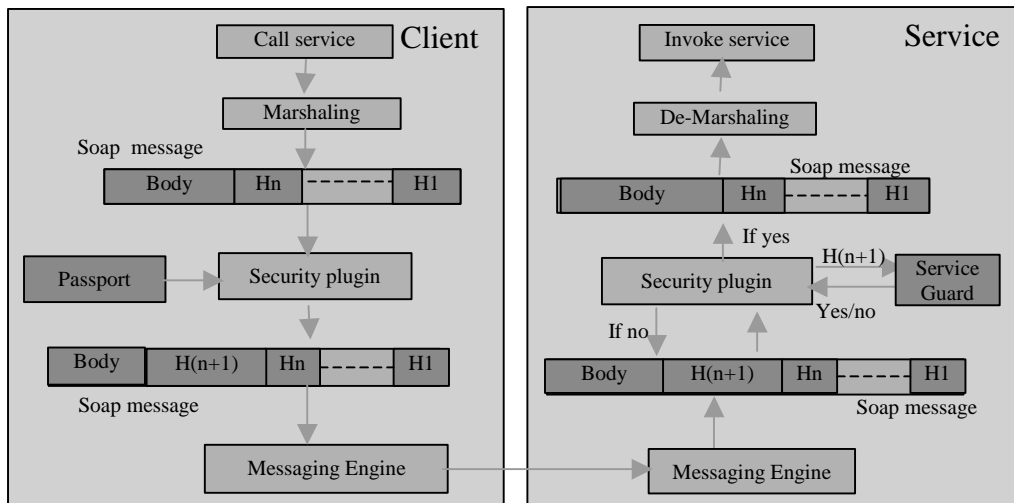 Call service
Client
Marshaling
Soap message
Body Hn H1
Passport
Security plugin
Body H(n+1) Hn H1
Soap message
Messaging Engine
Invoke service
Service
De-Marshaling
Soap message
Body Hn H1
If yes
H(n+1)
Security plugin
Service
Guard
Yes/no
If no
Body H(n+1) Hn H1
Soap message
Messaging Engine